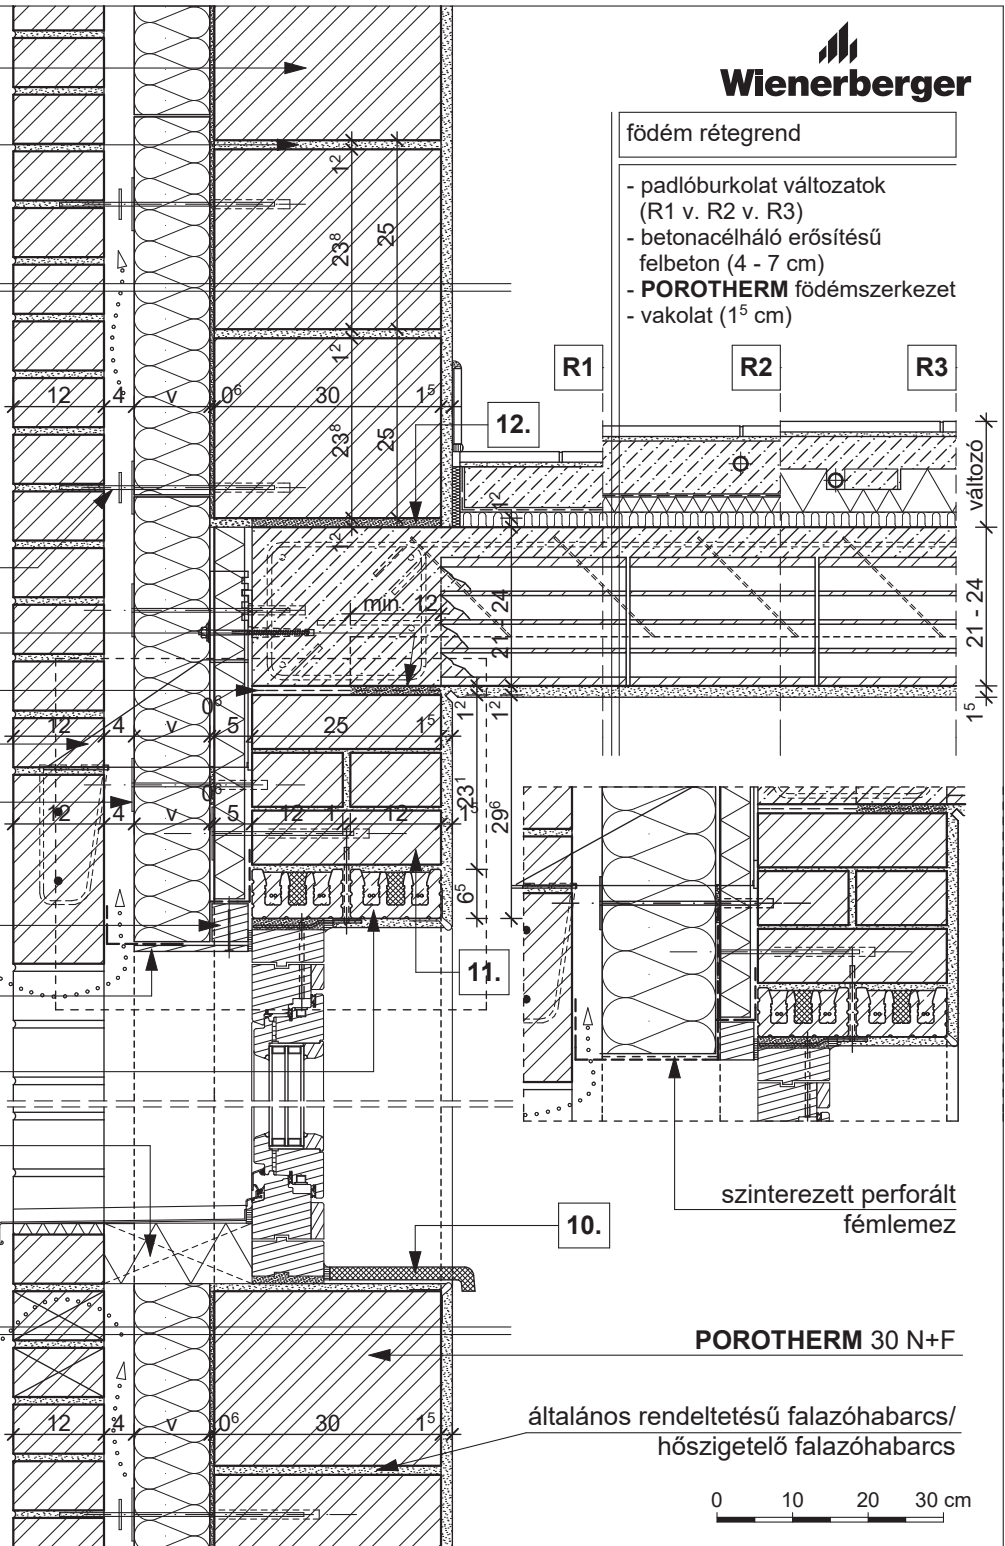 Wienerberger
födém rétegrend
- padlóburkolat változatok
(R1 v. R2 v. R3)
- betonacélháló erősítésű
felbeton (4 - 7 cm)
- POROTHERM födémszerkezet
- vakolat (1⁵ cm)
R1
R2
R3
1²
23⁸
25
1²
12
4
v
0⁶
30
1⁵
23⁸
25
12.
1²
1²
változó
min. 12
21 - 24
21 - 24
0⁶
1²
1²
1⁵
12
4
v
5
25
1⁵
0⁶
23¹
29⁶
12
4
v
5
12
1
12
1⁵
6⁵
11.
szinterezett perforált
fémlemez
10.
POROTHERM 30 N+F
12
4
v
0⁶
30
1⁵
általános rendeltetésű falazóhabarcs/
hőszigetelő falazóhabarcs
0
10
20
30 cm